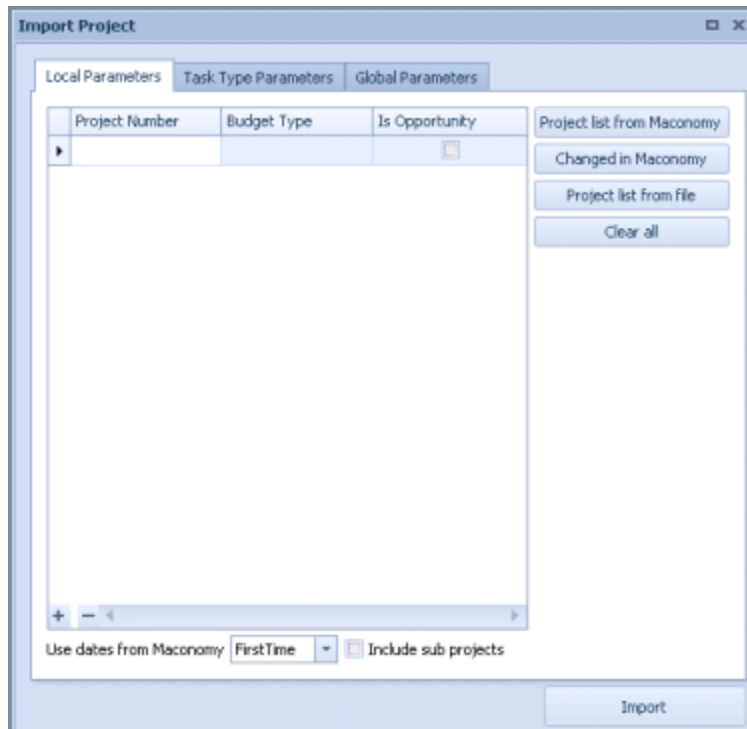 Import Project
Local Parameters Task Type Parameters Global Parameters
Project Number Budget Type Is Opportunity
Project list from Maconomy
Changed in Maconomy
Project list from file
Clear all
Use dates from Maconomy FirstTime Include sub projects
Import